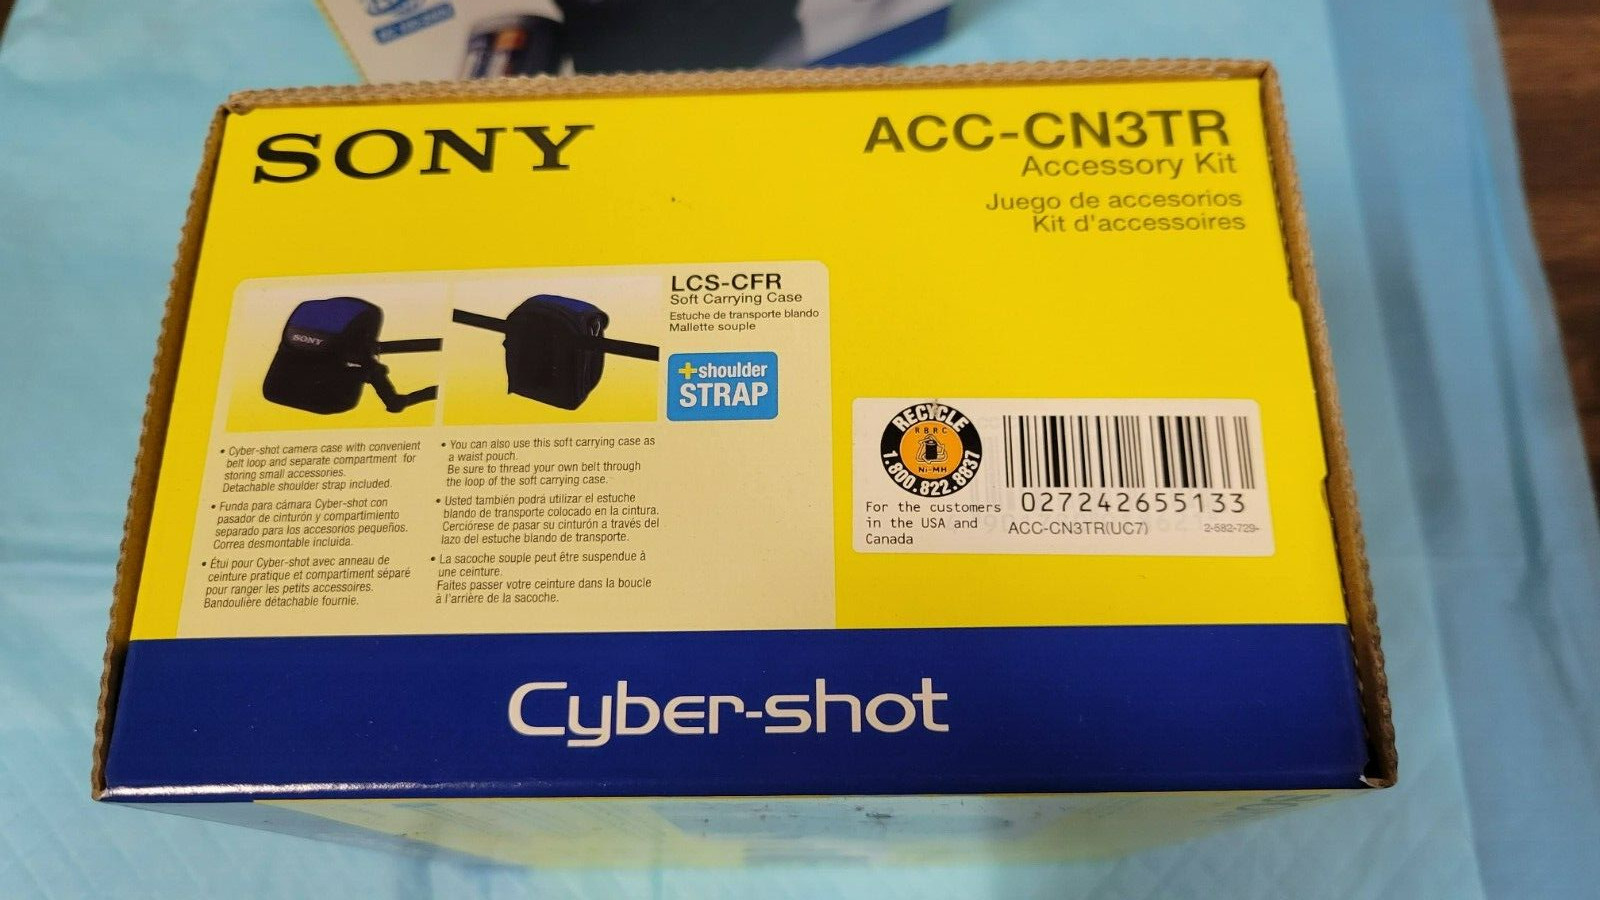 SONY
ACC-CN3TR
Accessory Kit
Juego de accesorios
Kit d'accessoires
SONY
LCS-CFR
Soft Carrying Case
Estuche de transporte blando
Mallette souple
+shoulder
STRAP
• Cyber-shot camera case with convenient
belt loop and separate compartment for
storing small accessories.
Detachable shoulder strap included.
• Funda para cámara Cyber-shot con
pasador de cinturón y compartimiento
separado para los accesorios pequeños.
Correa desmontable incluida.
• Étui pour Cyber-shot avec anneau de
ceinture pratique et compartiment séparé
pour ranger les petits accessoires.
Bandoulière détachable fournie.
• You can also use this soft carrying case as
a waist pouch.
Be sure to thread your own belt through
the loop of the soft carrying case.
• Usted también podrá utilizar el estuche
blando de transporte colocado en la cintura.
Cerciórese de pasar su cinturón a través del
lazo del estuche blando de transporte.
• La sacoche souple peut être suspendue à
une ceinture.
Faites passer votre ceinture dans la boucle
à l'arrière de la sacoche.
RECYCLE
RBRC
Ni-MH
1.800.822.8837
For the customers
in the USA and
Canada
027242655133
ACC-CN3TR(UC7)
2-582-729-
Cyber-shot